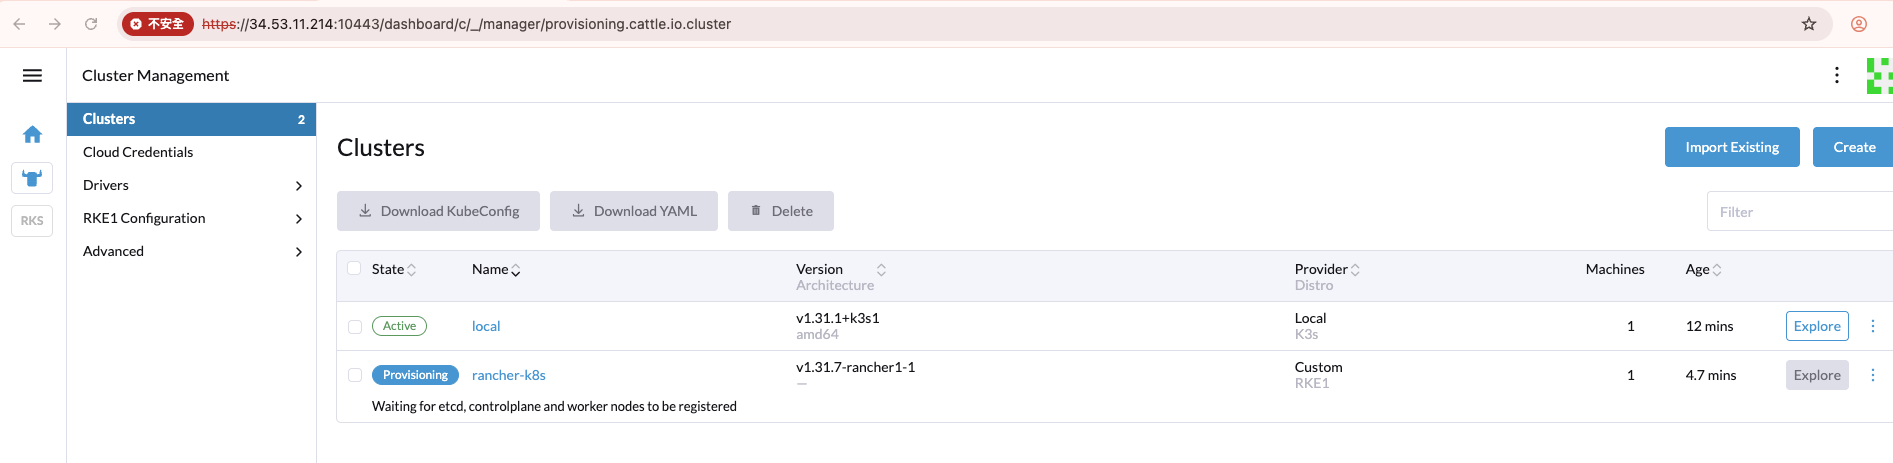 不安全 https://34.53.11.214:10443/dashboard/c/_/manager/provisioning.cattle.io.cluster
Cluster Management
Clusters 2
Cloud Credentials
Drivers
RKE1 Configuration
Advanced
RKS
Clusters
Import Existing
Create
Download KubeConfig
Download YAML
Delete
Filter
State Name Version Provider Machines Age
Architecture Distro
Active local v1.31.1+k3s1 Local 1 12 mins Explore
amd64 K3s
Provisioning rancher-k8s v1.31.7-rancher1-1 Custom 1 4.7 mins Explore
— RKE1
Waiting for etcd, controlplane and worker nodes to be registered